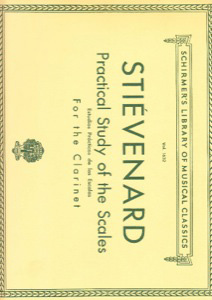 SCHIRMER'S LIBRARY OF MUSICAL CLASSICS
STIÉVENARD
Practical Study of the Scales
Estudios Prácticos de las Escalas
For the Clarinet